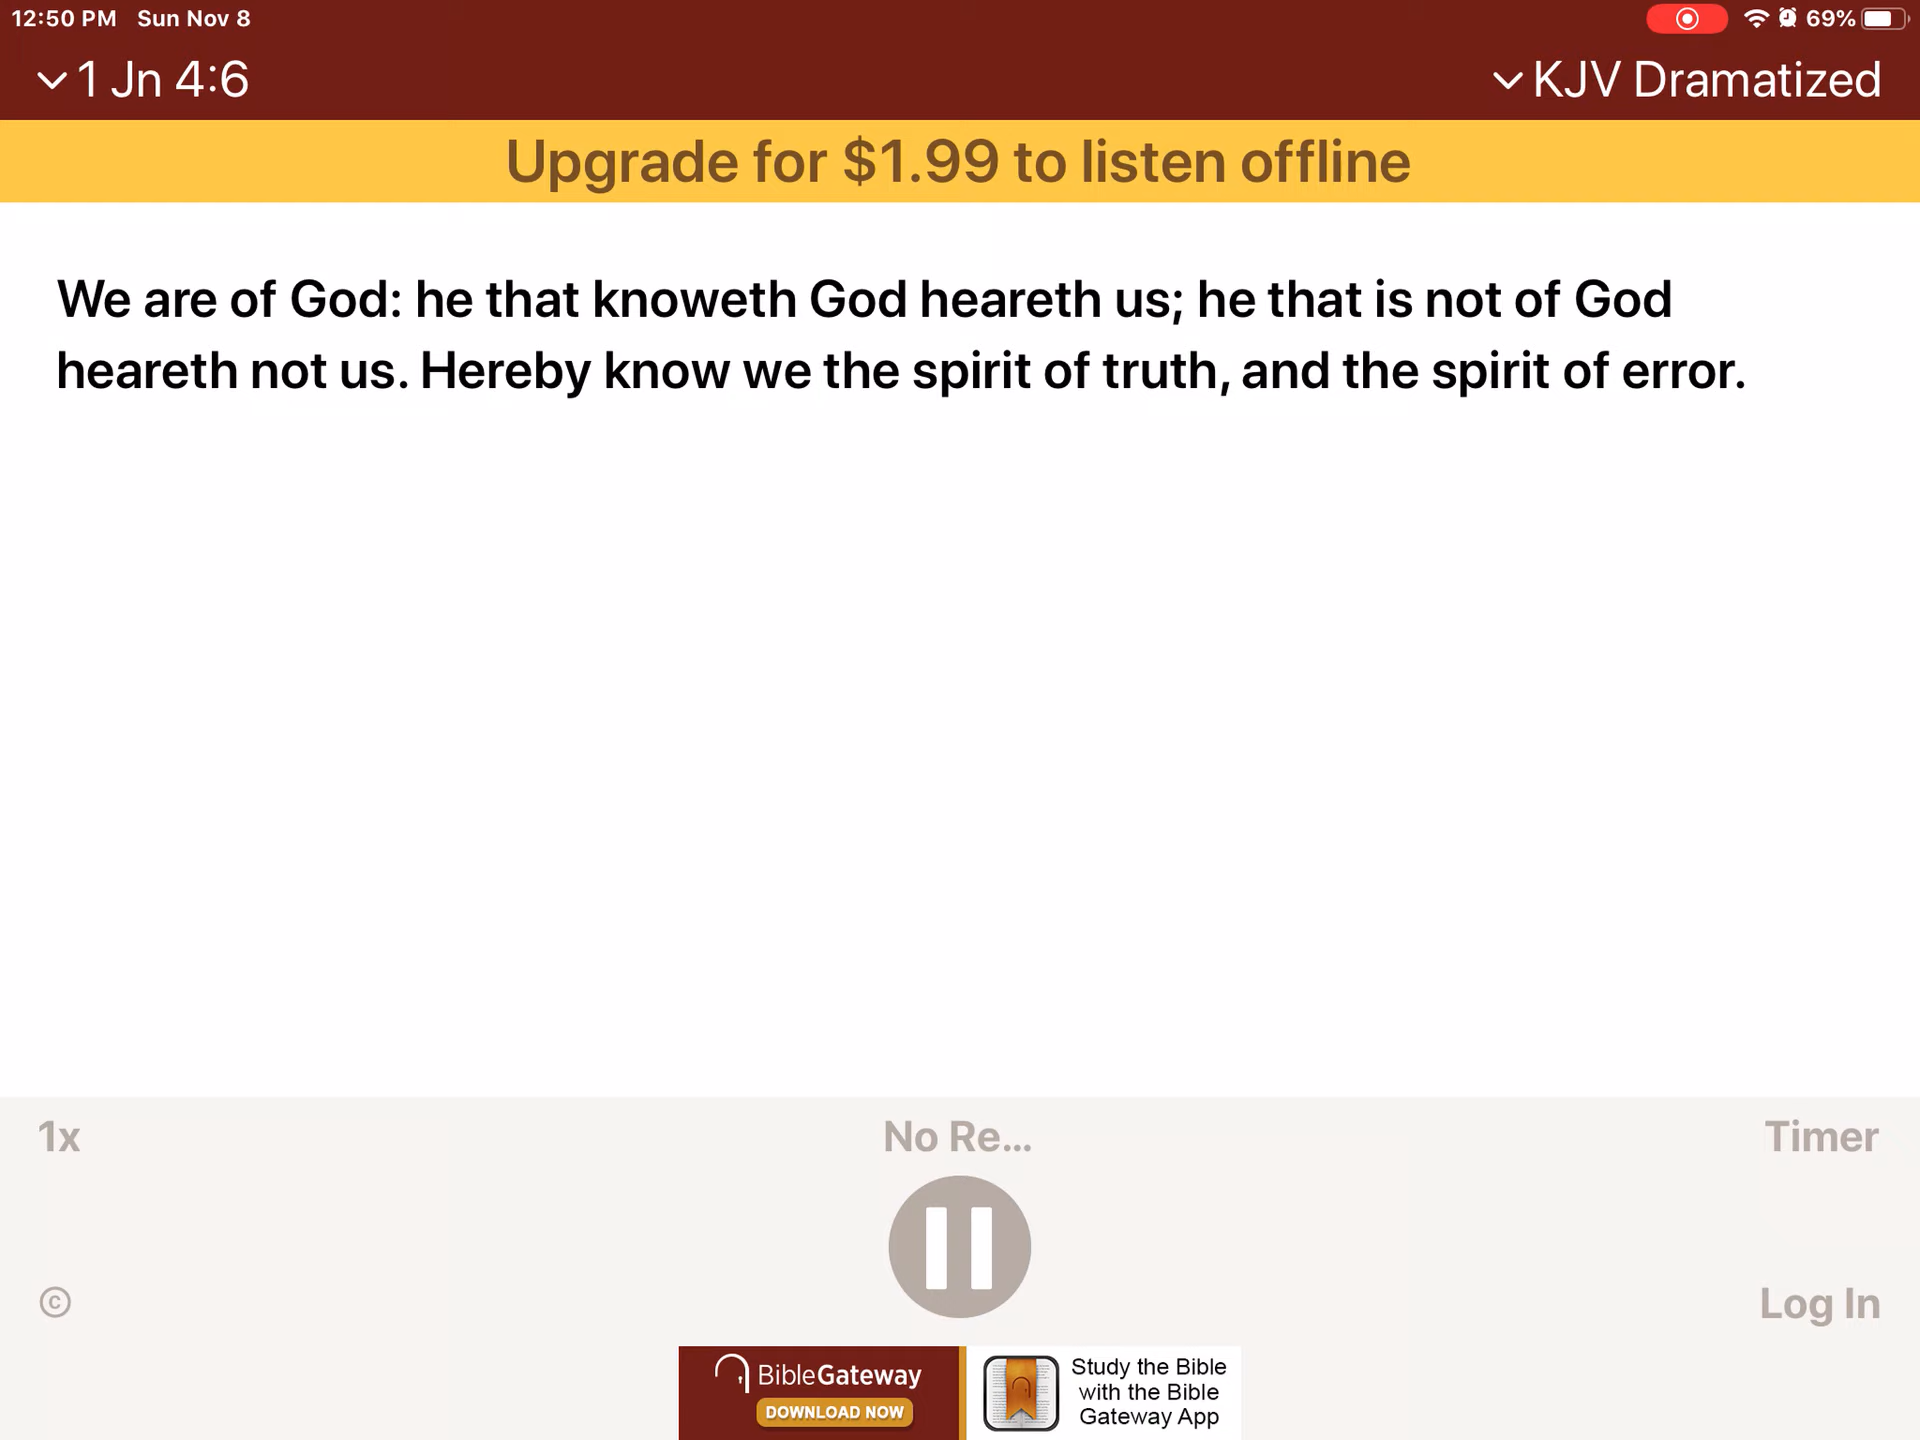 12:50 PM Sun Nov 8
69%
1 Jn 4:6
KJV Dramatized
Upgrade for $1.99 to listen offline
We are of God: he that knoweth God heareth us; he that is not of God
heareth not us. Hereby know we the spirit of truth, and the spirit of error.
1x
No Re...
Timer
©
Log In
BibleGateway
DOWNLOAD NOW
Study the Bible
with the Bible
Gateway App